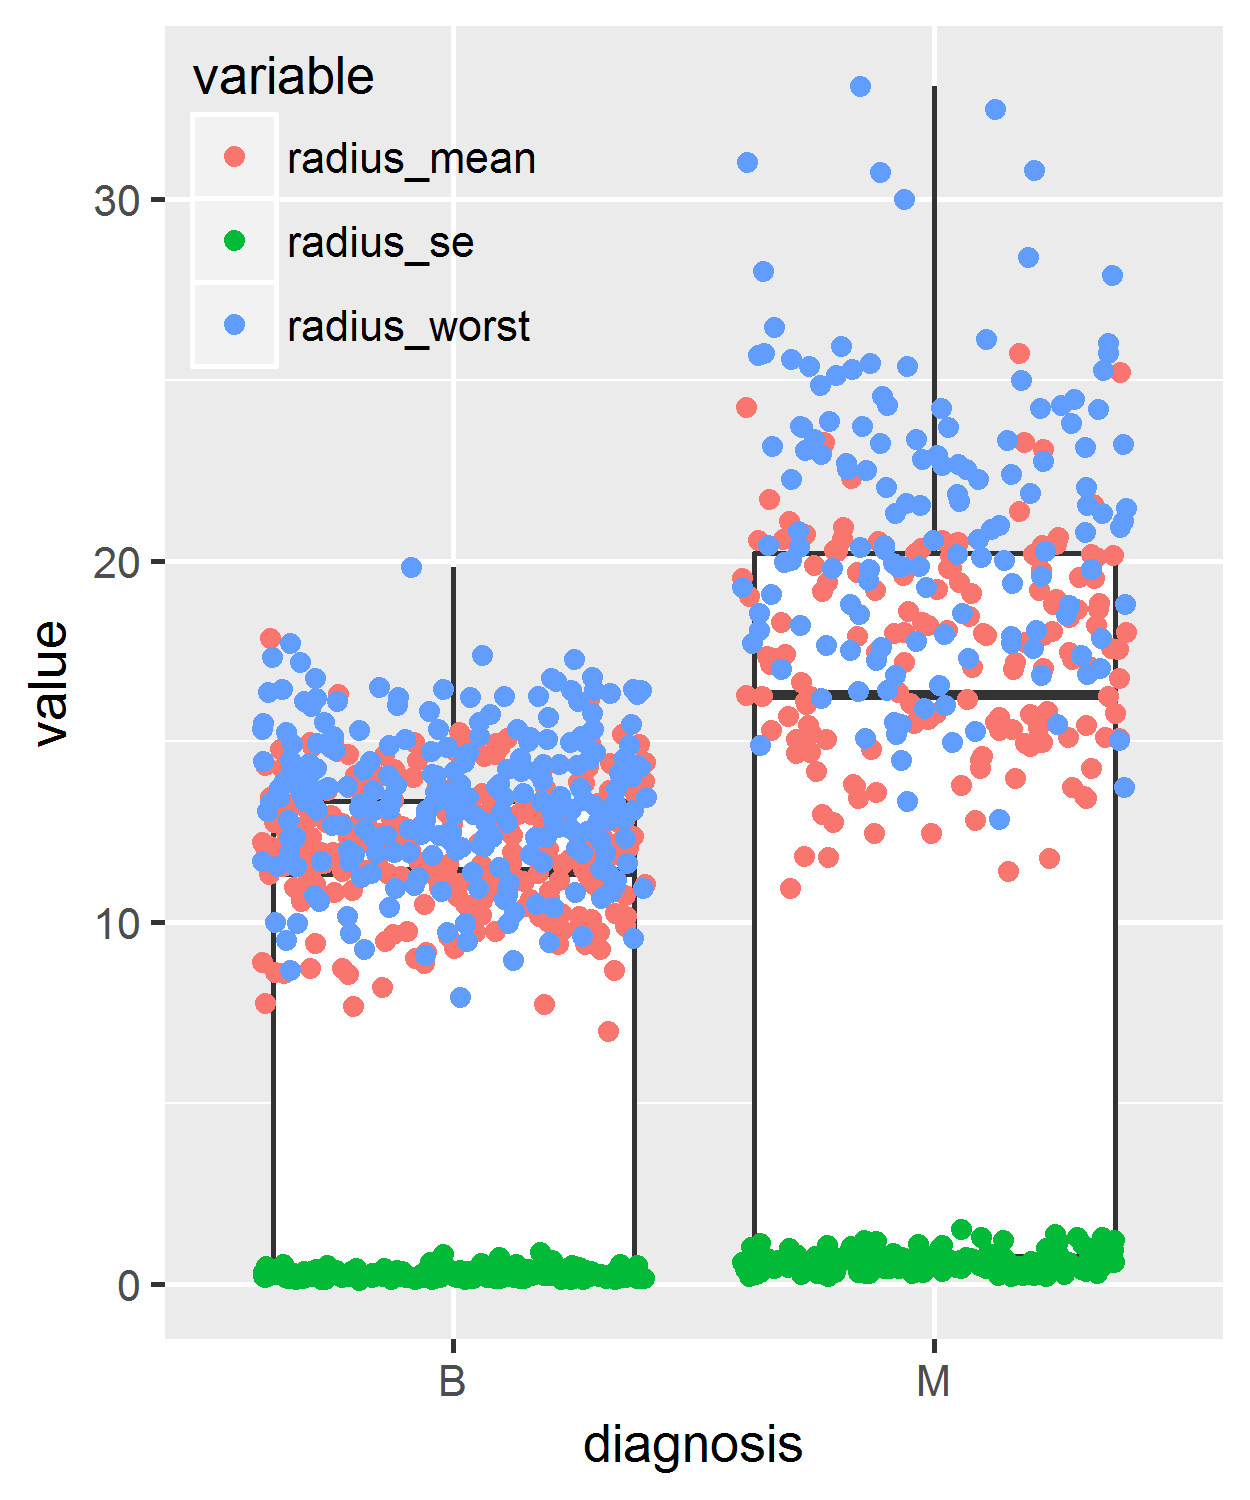 variable
radius_mean
radius_se
radius_worst
30
20
10
0
value
B
M
diagnosis